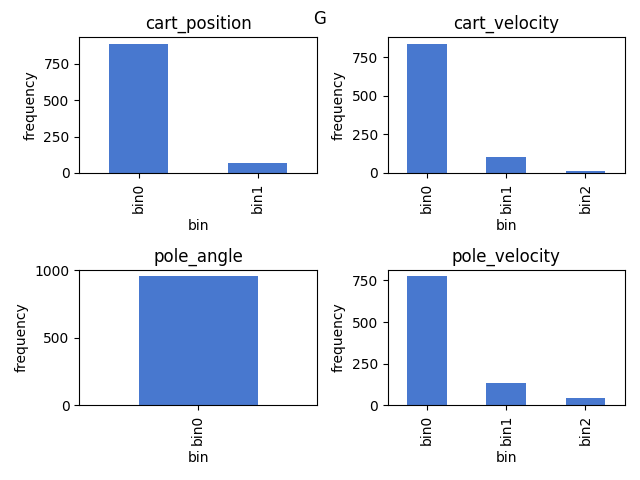 G
cart_position
frequency
750
500
250
0
bin0
bin1
bin
cart_velocity
frequency
750
500
250
0
bin0
bin1
bin2
bin
pole_angle
frequency
1000
500
0
bin0
bin
pole_velocity
frequency
750
500
250
0
bin0
bin1
bin2
bin